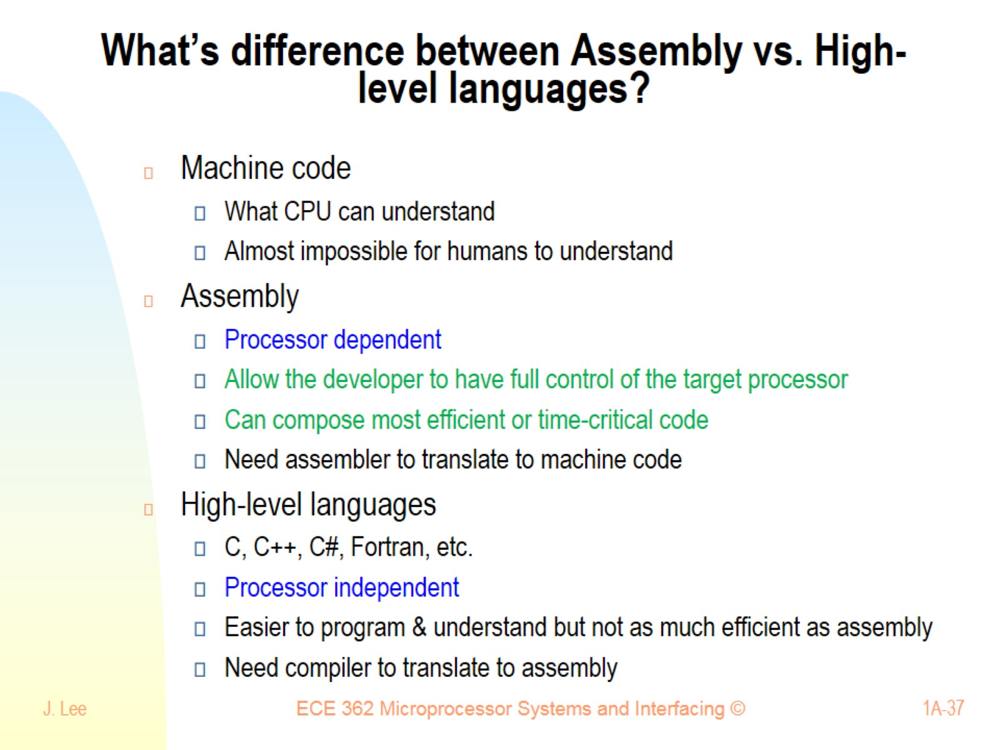 What’s difference between Assembly vs. High-
level languages?
Machine code
What CPU can understand
Almost impossible for humans to understand
Assembly
Processor dependent
Allow the developer to have full control of the target processor
Can compose most efficient or time-critical code
Need assembler to translate to machine code
High-level languages
C, C++, C#, Fortran, etc.
Processor independent
Easier to program & understand but not as much efficient as assembly
Need compiler to translate to assembly
J. Lee
ECE 362 Microprocessor Systems and Interfacing ©
1A-37